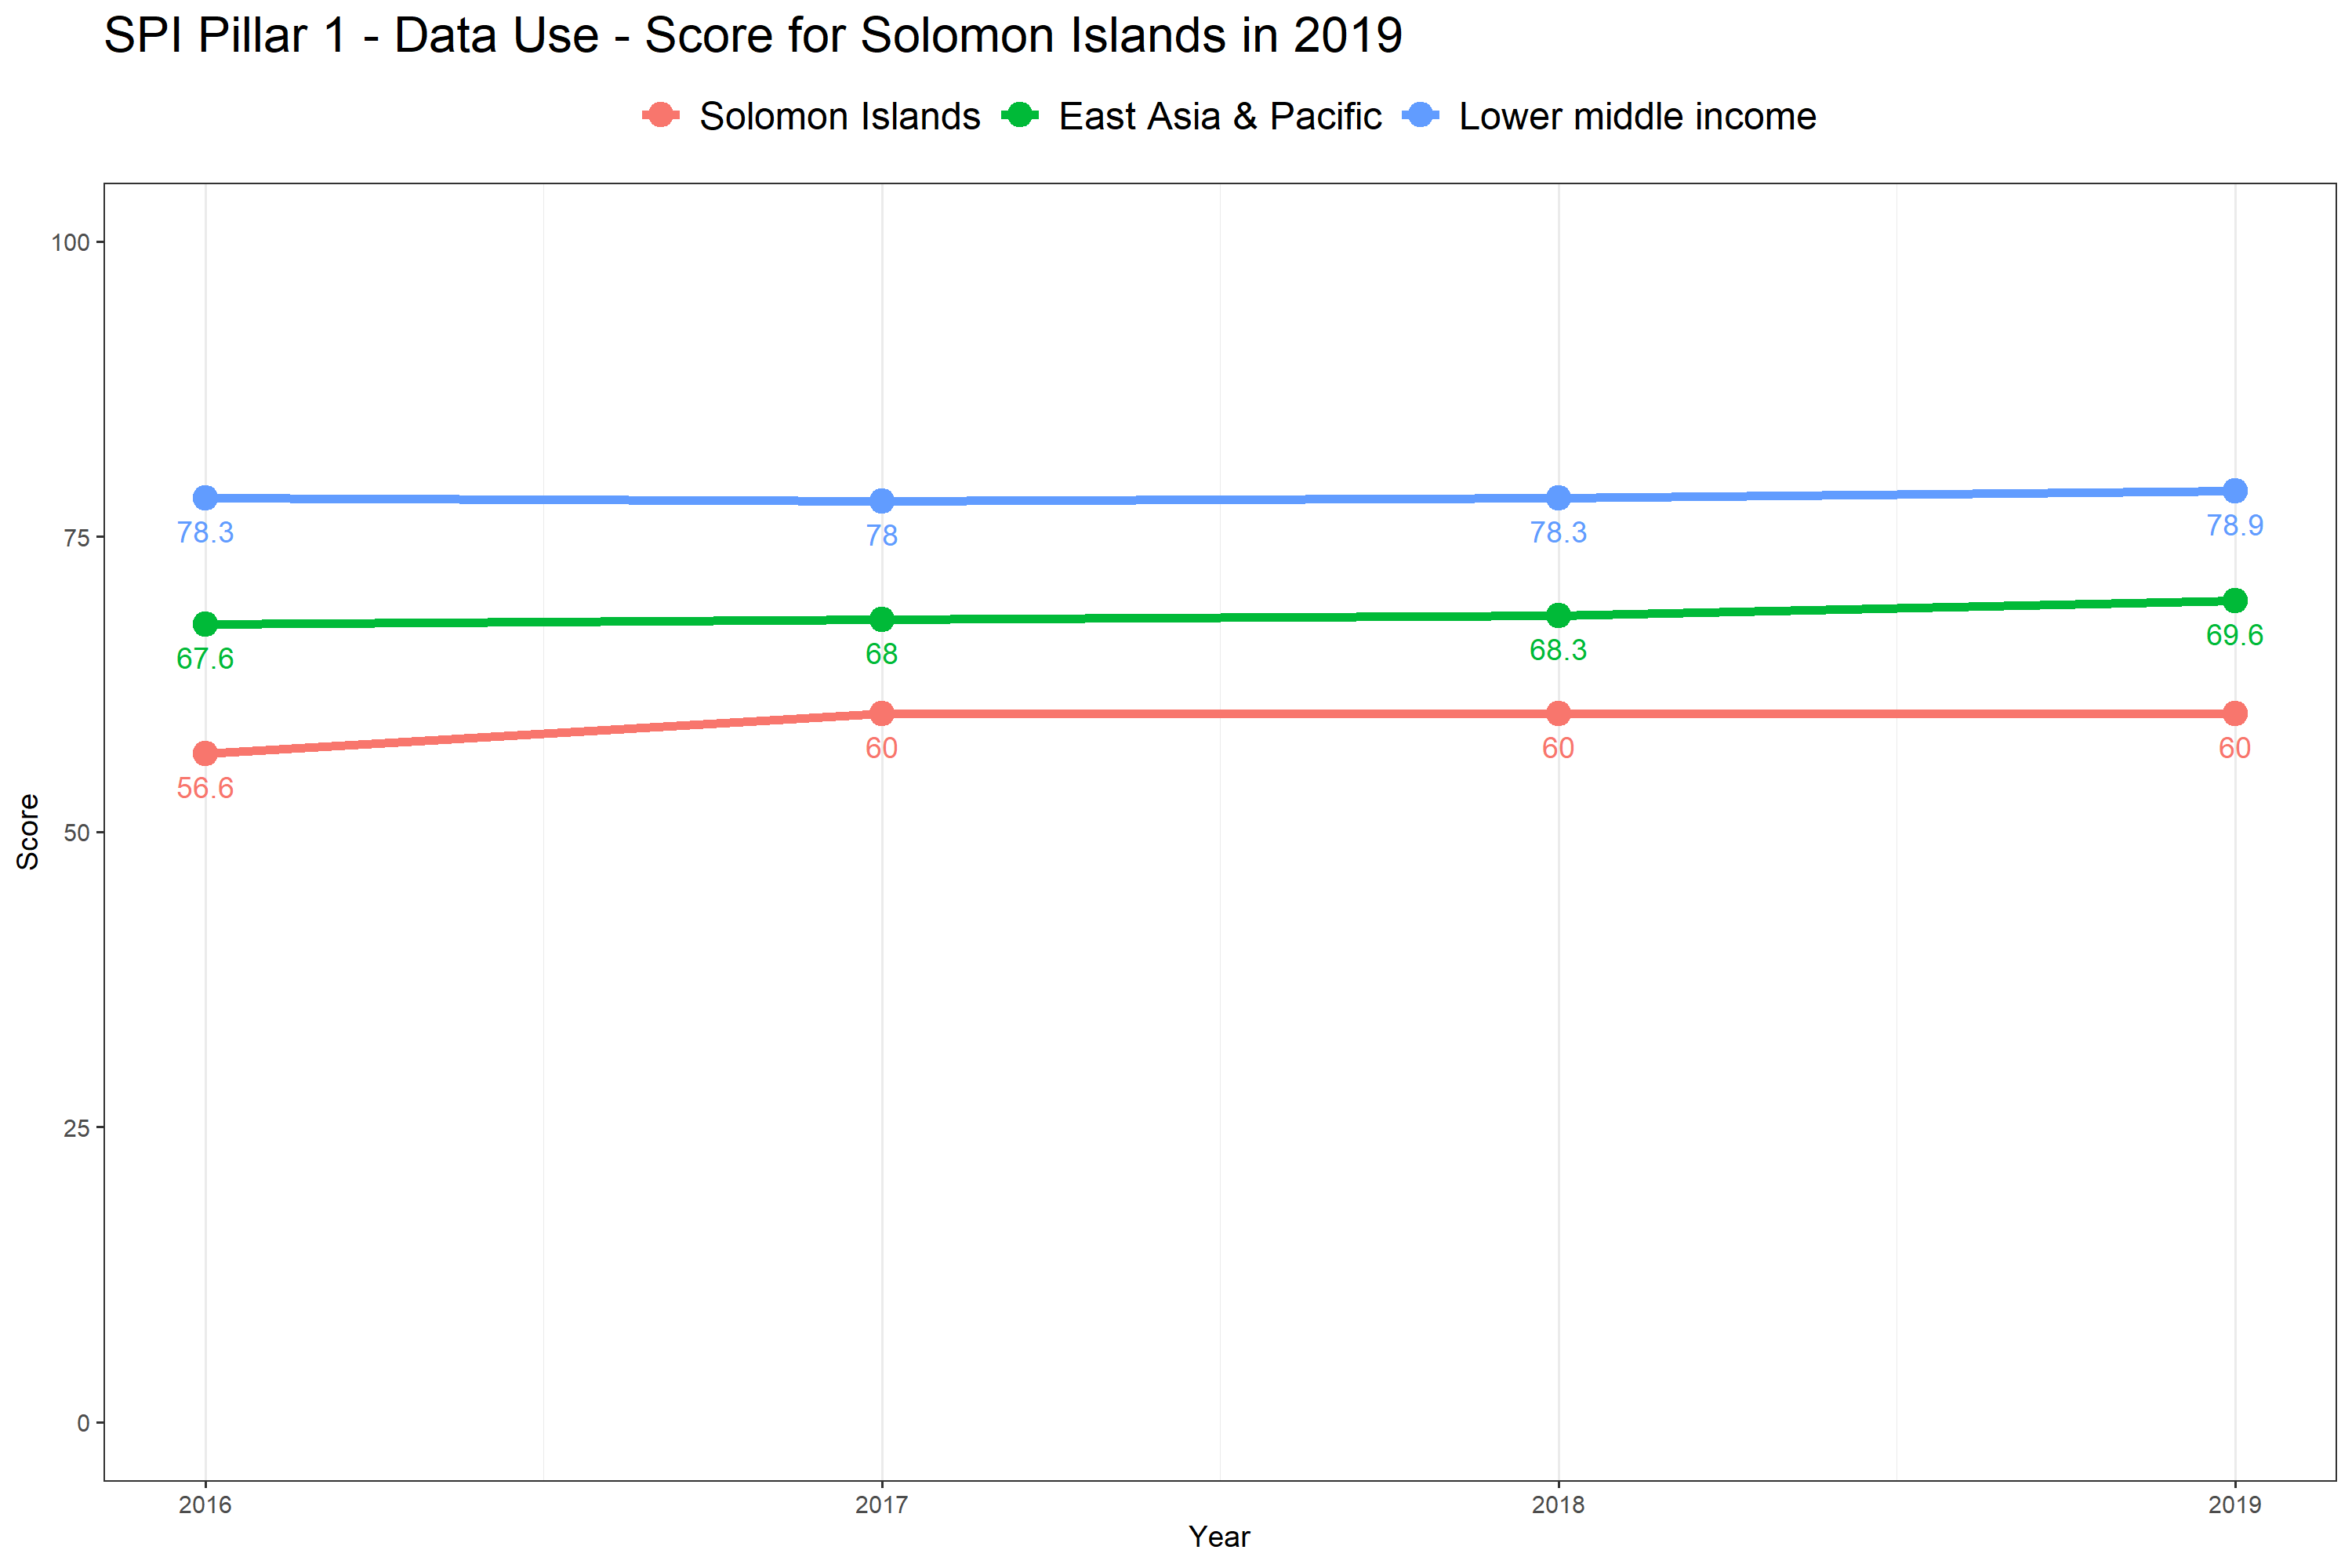 SPI Pillar 1 - Data Use - Score for Solomon Islands in 2019
Solomon Islands East Asia & Pacific Lower middle income
100
75
50
25
0
Score
78.3 78 78.3 78.9
67.6 68 68.3 69.6
56.6 60 60 60
2016 2017 2018 2019
Year